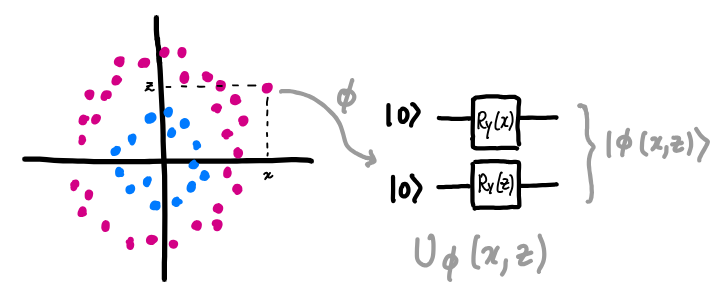 z
x
ϕ
|0⟩ Ry(x)
|0⟩ Ry(z)
|ϕ(x,z)⟩
Uϕ(x,z)